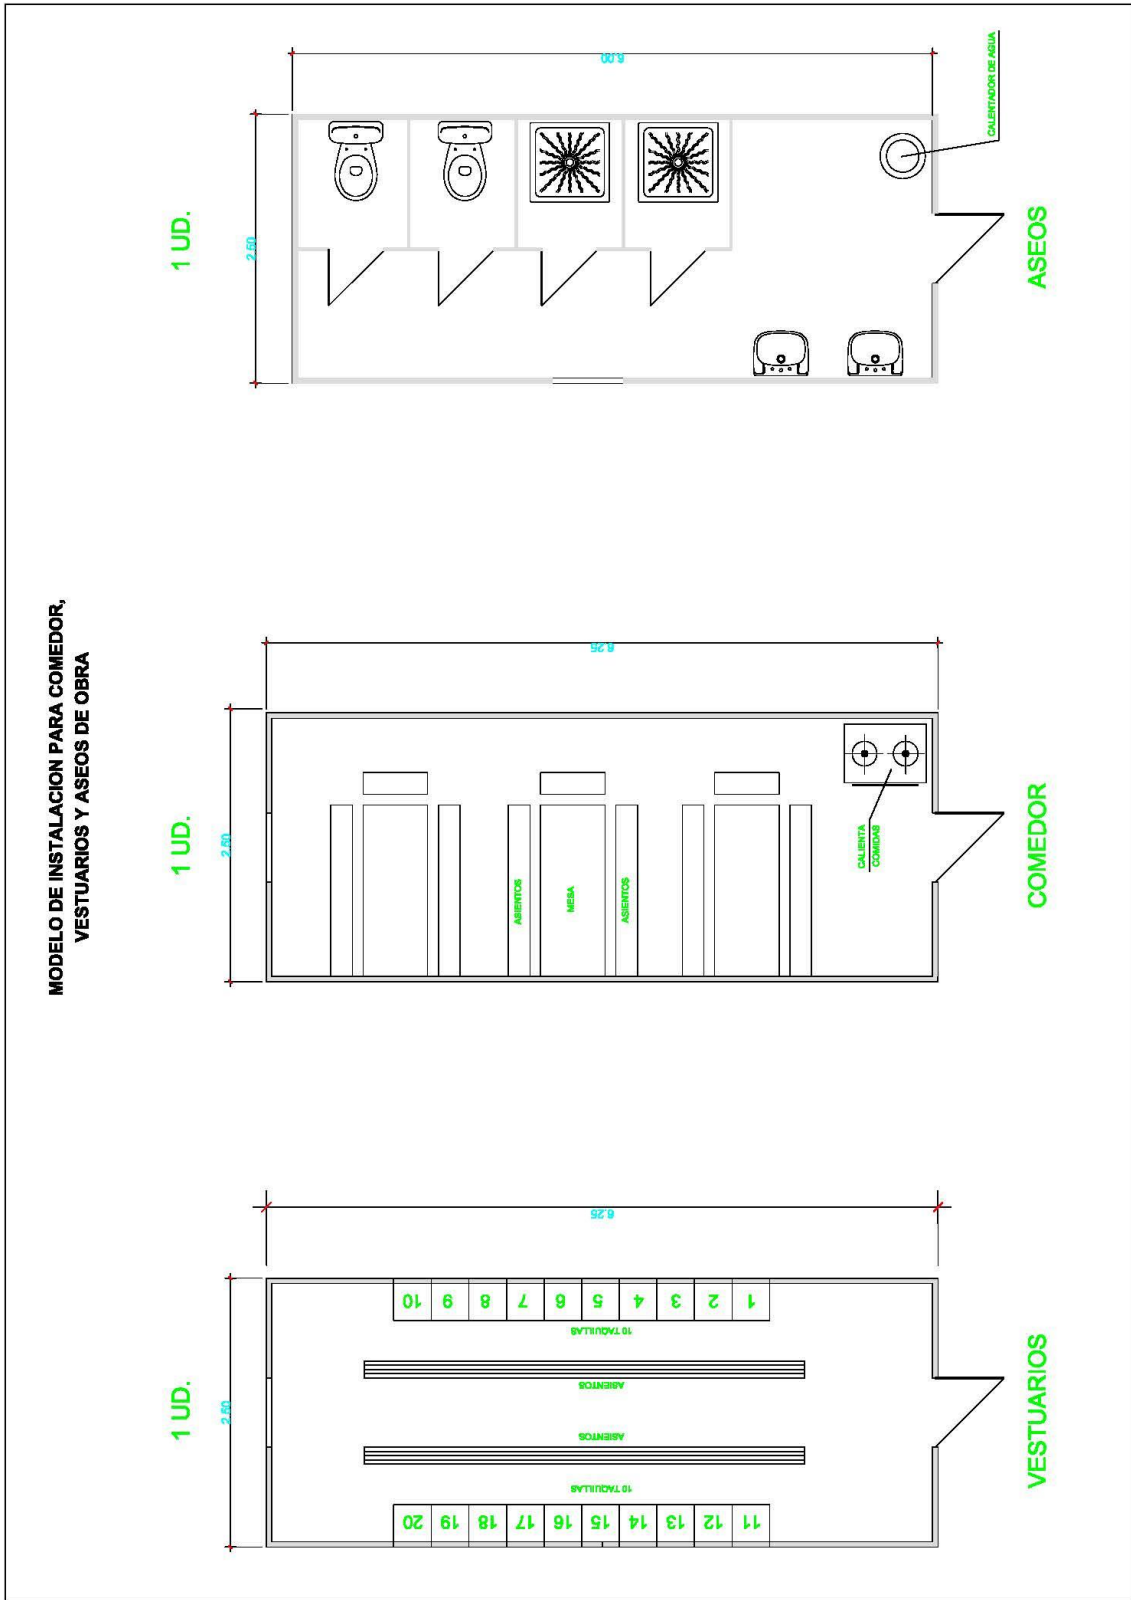 MODELO DE INSTALACION PARA COMEDOR,
VESTUARIOS Y ASEOS DE OBRA
1 UD.
2.50
6.25
10
9
8
7
6
5
4
3
2
1
10 TAQUILLAS
ASIENTOS
ASIENTOS
10 TAQUILLAS
20
19
18
17
16
15
14
13
12
11
VESTUARIOS
1 UD.
2.50
6.25
ASIENTOS
MESA
ASIENTOS
CALIENTA
COMIDAS
COMEDOR
1 UD.
2.50
6.00
CALENTADOR DE AGUA
ASEOS